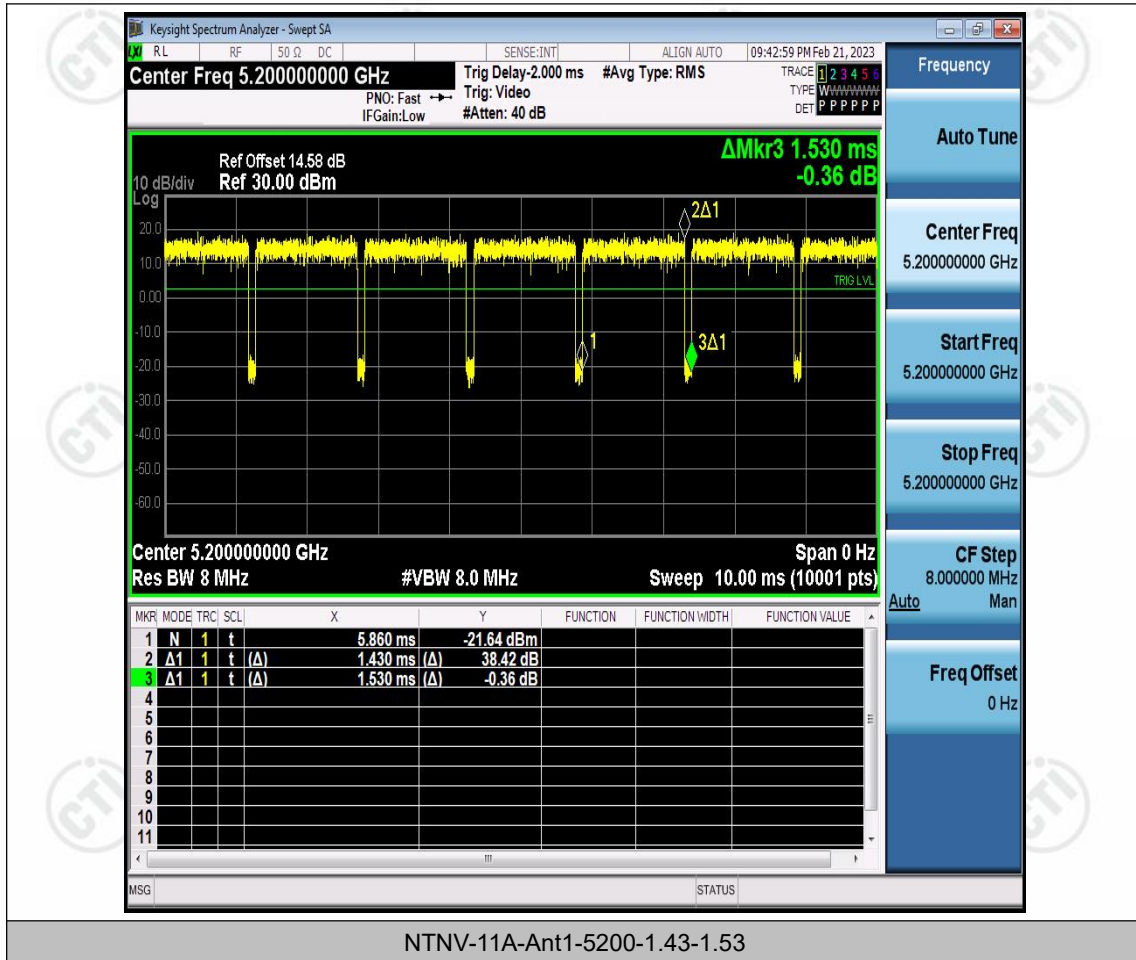 Keysight Spectrum Analyzer - Swept SA
LXI RL RF 50 Ω DC SENSE:INT ALIGN AUTO 09:42:59 PM Feb 21, 2023
Center Freq 5.200000000 GHz
PNO: Fast
IFGain:Low
Trig Delay-2.000 ms
Trig: Video
#Atten: 40 dB
#Avg Type: RMS
TRACE 1 2 3 4 5 6
TYPE WWWWWWW
DET P P P P P P
Frequency
Auto Tune
Center Freq
5.200000000 GHz
Start Freq
5.200000000 GHz
Stop Freq
5.200000000 GHz
CF Step
8.000000 MHz
Auto Man
Freq Offset
0 Hz
ΔMkr3 1.530 ms
-0.36 dB
Ref Offset 14.58 dB
10 dB/div Ref 30.00 dBm
Log
20.0
10.0
0.00
-10.0
-20.0
-30.0
-40.0
-50.0
-60.0
2Δ1
TRIG LVL
1
3Δ1
Center 5.200000000 GHz Span 0 Hz
Res BW 8 MHz #VBW 8.0 MHz Sweep 10.00 ms (10001 pts)
MKR MODE TRC SCL X Y FUNCTION FUNCTION WIDTH FUNCTION VALUE
1 N 1 t 5.860 ms -21.64 dBm
2 Δ1 1 t (Δ) 1.430 ms (Δ) 38.42 dB
3 Δ1 1 t (Δ) 1.530 ms (Δ) -0.36 dB
4
5
6
7
8
9
10
11
MSG STATUS
NTNV-11A-Ant1-5200-1.43-1.53
CTI
CTI
CTI
CTI
CTI
CTI